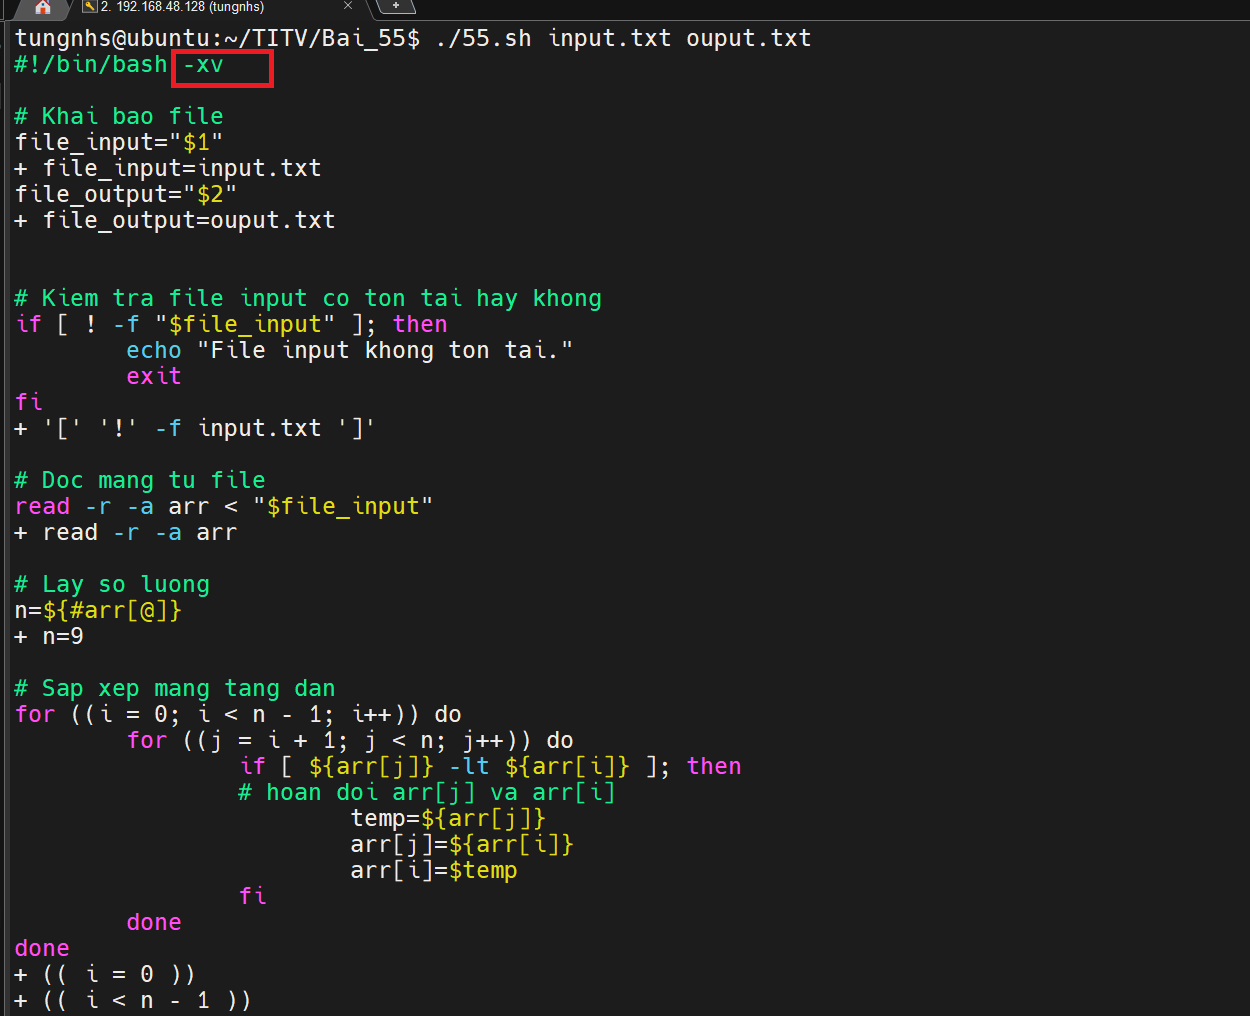 2. 192.168.48.128 (tungnhs)
tungnhs@ubuntu:~/TITV/Bai_55$ ./55.sh input.txt ouput.txt
#!/bin/bash -xv
# Khai bao file
file_input="$1"
+ file_input=input.txt
file_output="$2"
+ file_output=ouput.txt
# Kiem tra file input co ton tai hay khong
if [ ! -f "$file_input" ]; then
echo "File input khong ton tai."
exit
fi
+ '[' '!' -f input.txt ']'
# Doc mang tu file
read -r -a arr < "$file_input"
+ read -r -a arr
# Lay so luong
n=${#arr[@]}
+ n=9
# Sap xep mang tang dan
for ((i = 0; i < n - 1; i++)) do
for ((j = i + 1; j < n; j++)) do
if [ ${arr[j]} -lt ${arr[i]} ]; then
# hoan doi arr[j] va arr[i]
temp=${arr[j]}
arr[j]=${arr[i]}
arr[i]=$temp
fi
done
done
+ (( i = 0 ))
+ (( i < n - 1 ))